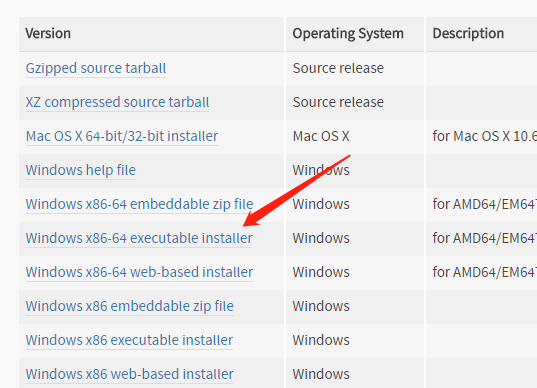 Version Operating System Description
Gzipped source tarball Source release
XZ compressed source tarball Source release
Mac OS X 64-bit/32-bit installer Mac OS X for Mac OS X 10.6
Windows help file Windows
Windows x86-64 embeddable zip file Windows for AMD64/EM64
Windows x86-64 executable installer Windows for AMD64/EM64
Windows x86-64 web-based installer Windows for AMD64/EM64
Windows x86 embeddable zip file Windows
Windows x86 executable installer Windows
Windows x86 web-based installer Windows